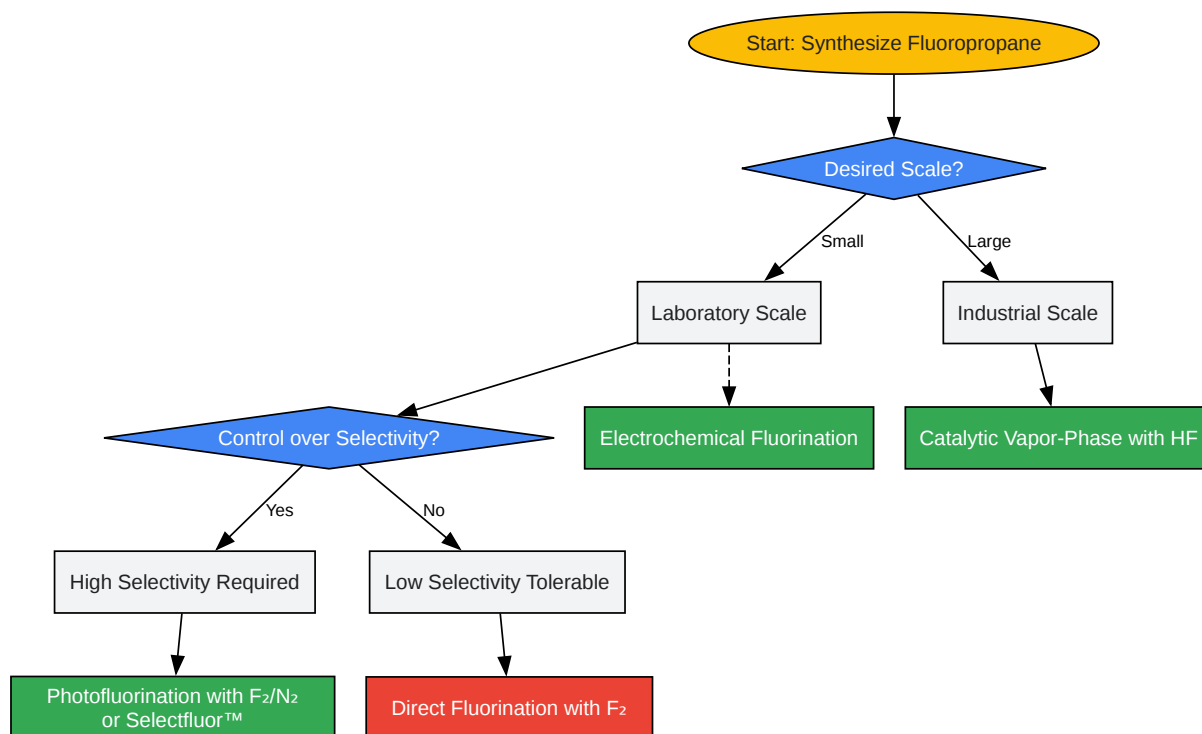 Start: Synthesize Fluoropropane
Desired Scale?
Small
Large
Laboratory Scale
Industrial Scale
Control over Selectivity?
Electrochemical Fluorination
Catalytic Vapor-Phase with HF
Yes
No
High Selectivity Required
Low Selectivity Tolerable
Photofluorination with F₂/N₂
or Selectfluor™
Direct Fluorination with F₂